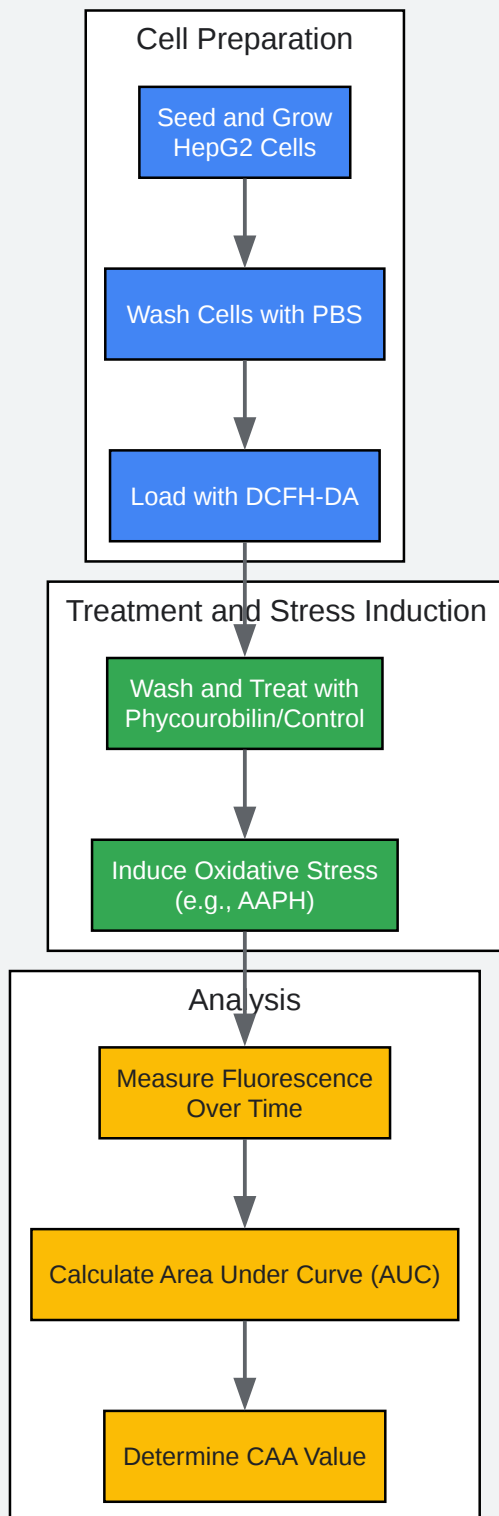 Cell Preparation
Seed and Grow
HepG2 Cells
Wash Cells with PBS
Load with DCFH-DA
Treatment and Stress Induction
Wash and Treat with
Phycourobilin/Control
Induce Oxidative Stress
(e.g., AAPH)
Analysis
Measure Fluorescence
Over Time
Calculate Area Under Curve (AUC)
Determine CAA Value